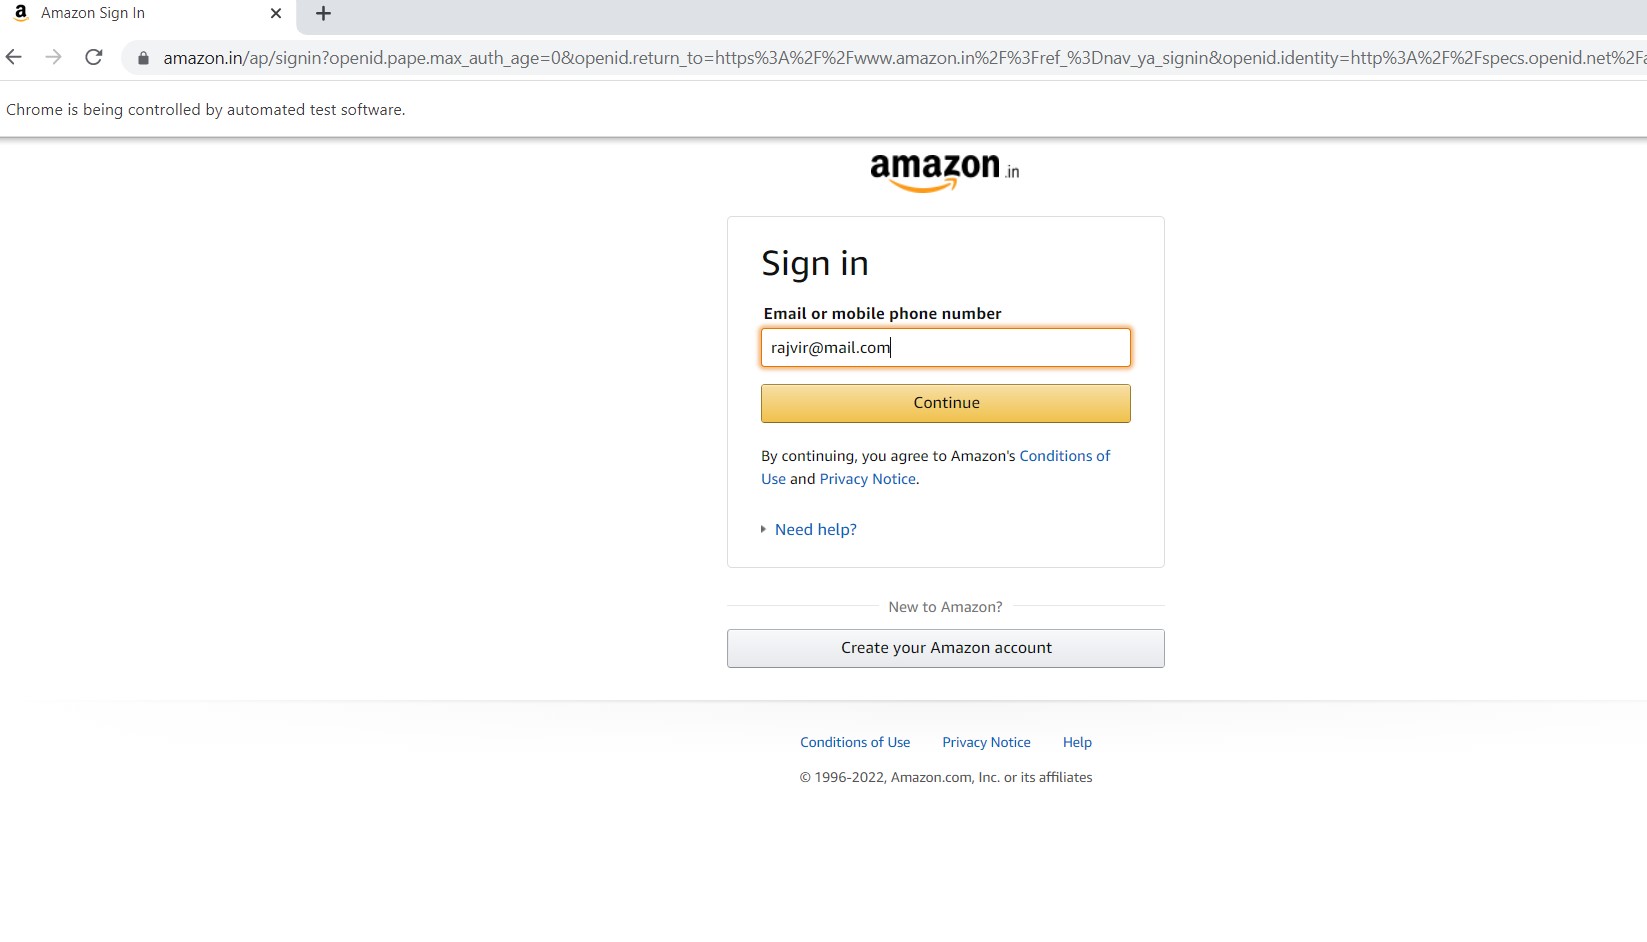 Amazon Sign In
amazon.in/ap/signin?openid.pape.max_auth_age=0&openid.return_to=https%3A%2F%2Fwww.amazon.in%2F%3Fref_%3Dnav_ya_signin&openid.identity=http%3A%2F%2Fspecs.openid.net%2Fa
Chrome is being controlled by automated test software.
amazon.in
Sign in
Email or mobile phone number
rajvir@mail.com
Continue
By continuing, you agree to Amazon's Conditions of
Use and Privacy Notice.
Need help?
New to Amazon?
Create your Amazon account
Conditions of Use Privacy Notice Help
© 1996-2022, Amazon.com, Inc. or its affiliates